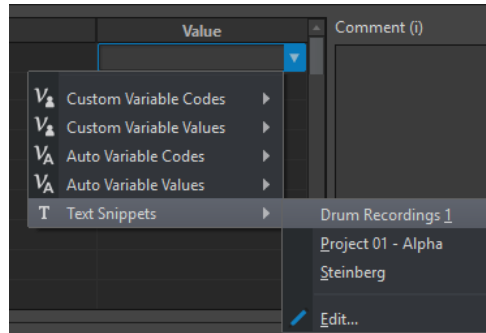 Value
Comment (i)
Custom Variable Codes
Custom Variable Values
Auto Variable Codes
Auto Variable Values
T Text Snippets
Drum Recordings 1
Project 01 - Alpha
Steinberg
Edit...